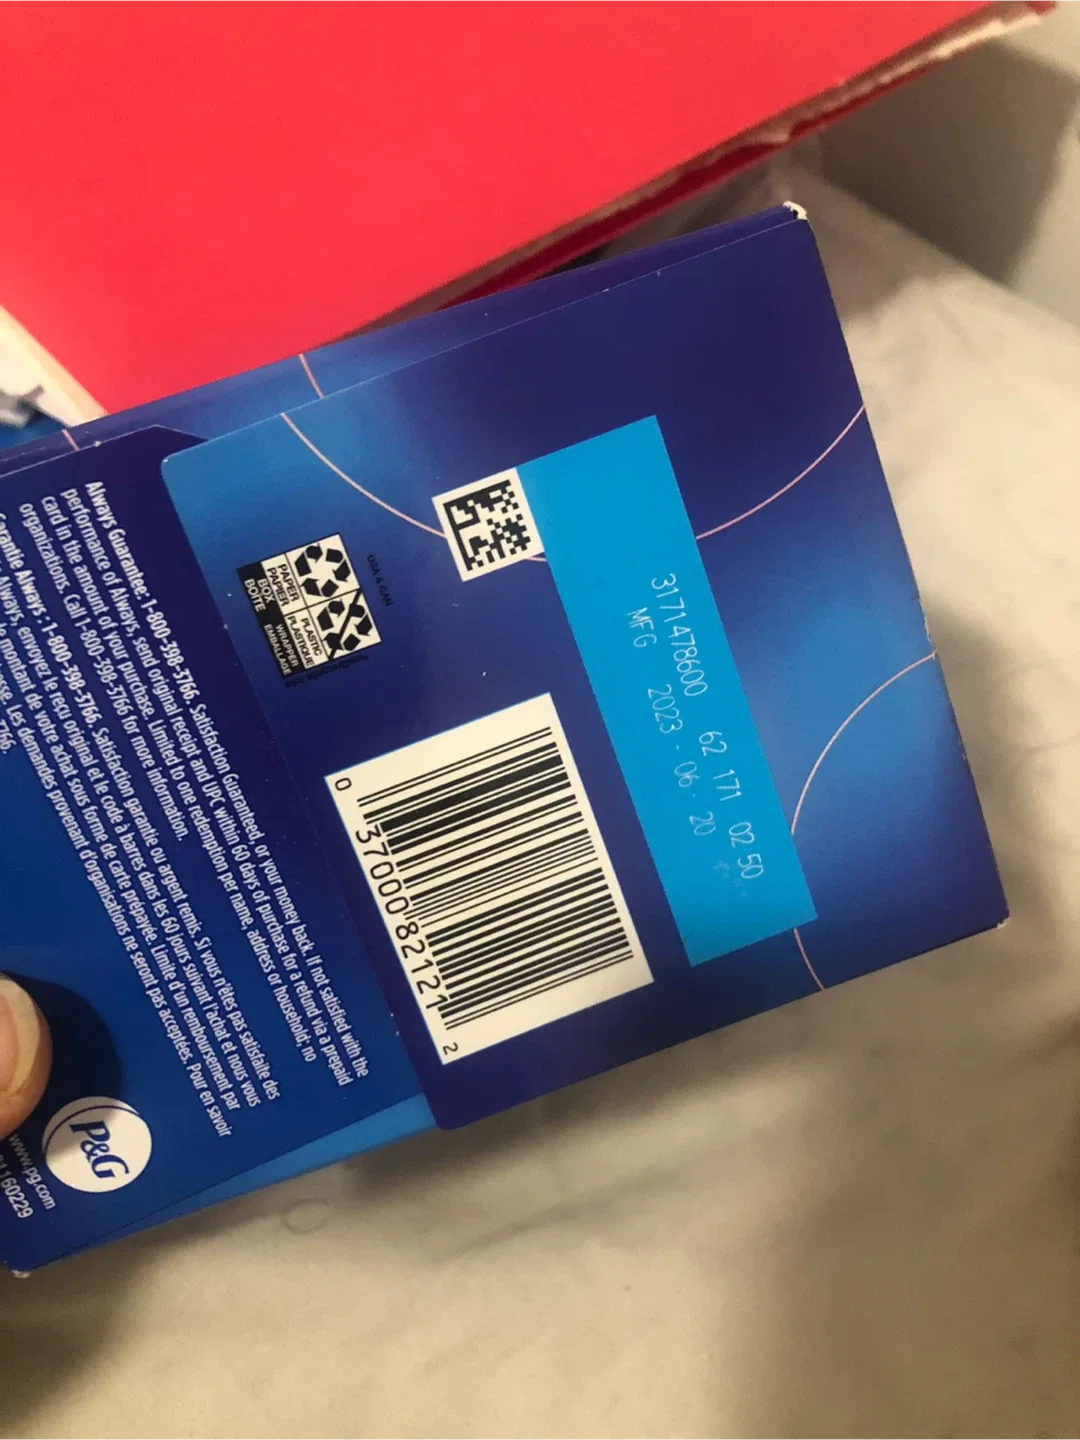 3171478600 62 171 02 50
MFG 2023 - 06 - 20
USA & CAN
PAPER
PAPIER
BOX
BOÎTE
PLASTIC
PLASTIQUE
WRAPPER
EMBALLAGE
0 37000 82121 2
Always Guarantee: 1-800-398-3766. Satisfaction Guaranteed, or your money back. If not satisfied with the
performance of Always, send original receipt and UPC within 60 days of purchase for a refund via a prepaid
card in the amount of your purchase. Limited to one redemption per name, address or household; no
organizations. Call 1-800-398-3766 for more information.
Garantie Always : 1-800-398-3766. Satisfaction garantie ou argent remis. Si vous n'êtes pas satisfaite des
Always, envoyez le reçu original et le code à barres dans les 60 jours suivant l'achat et nous vous
le montant de votre achat sous forme de carte prépayée. Limite d'un remboursement par
Les demandes provenant d'organisations ne seront pas acceptées. Pour en savoir
3766.
P&G
www.pg.com
91160229